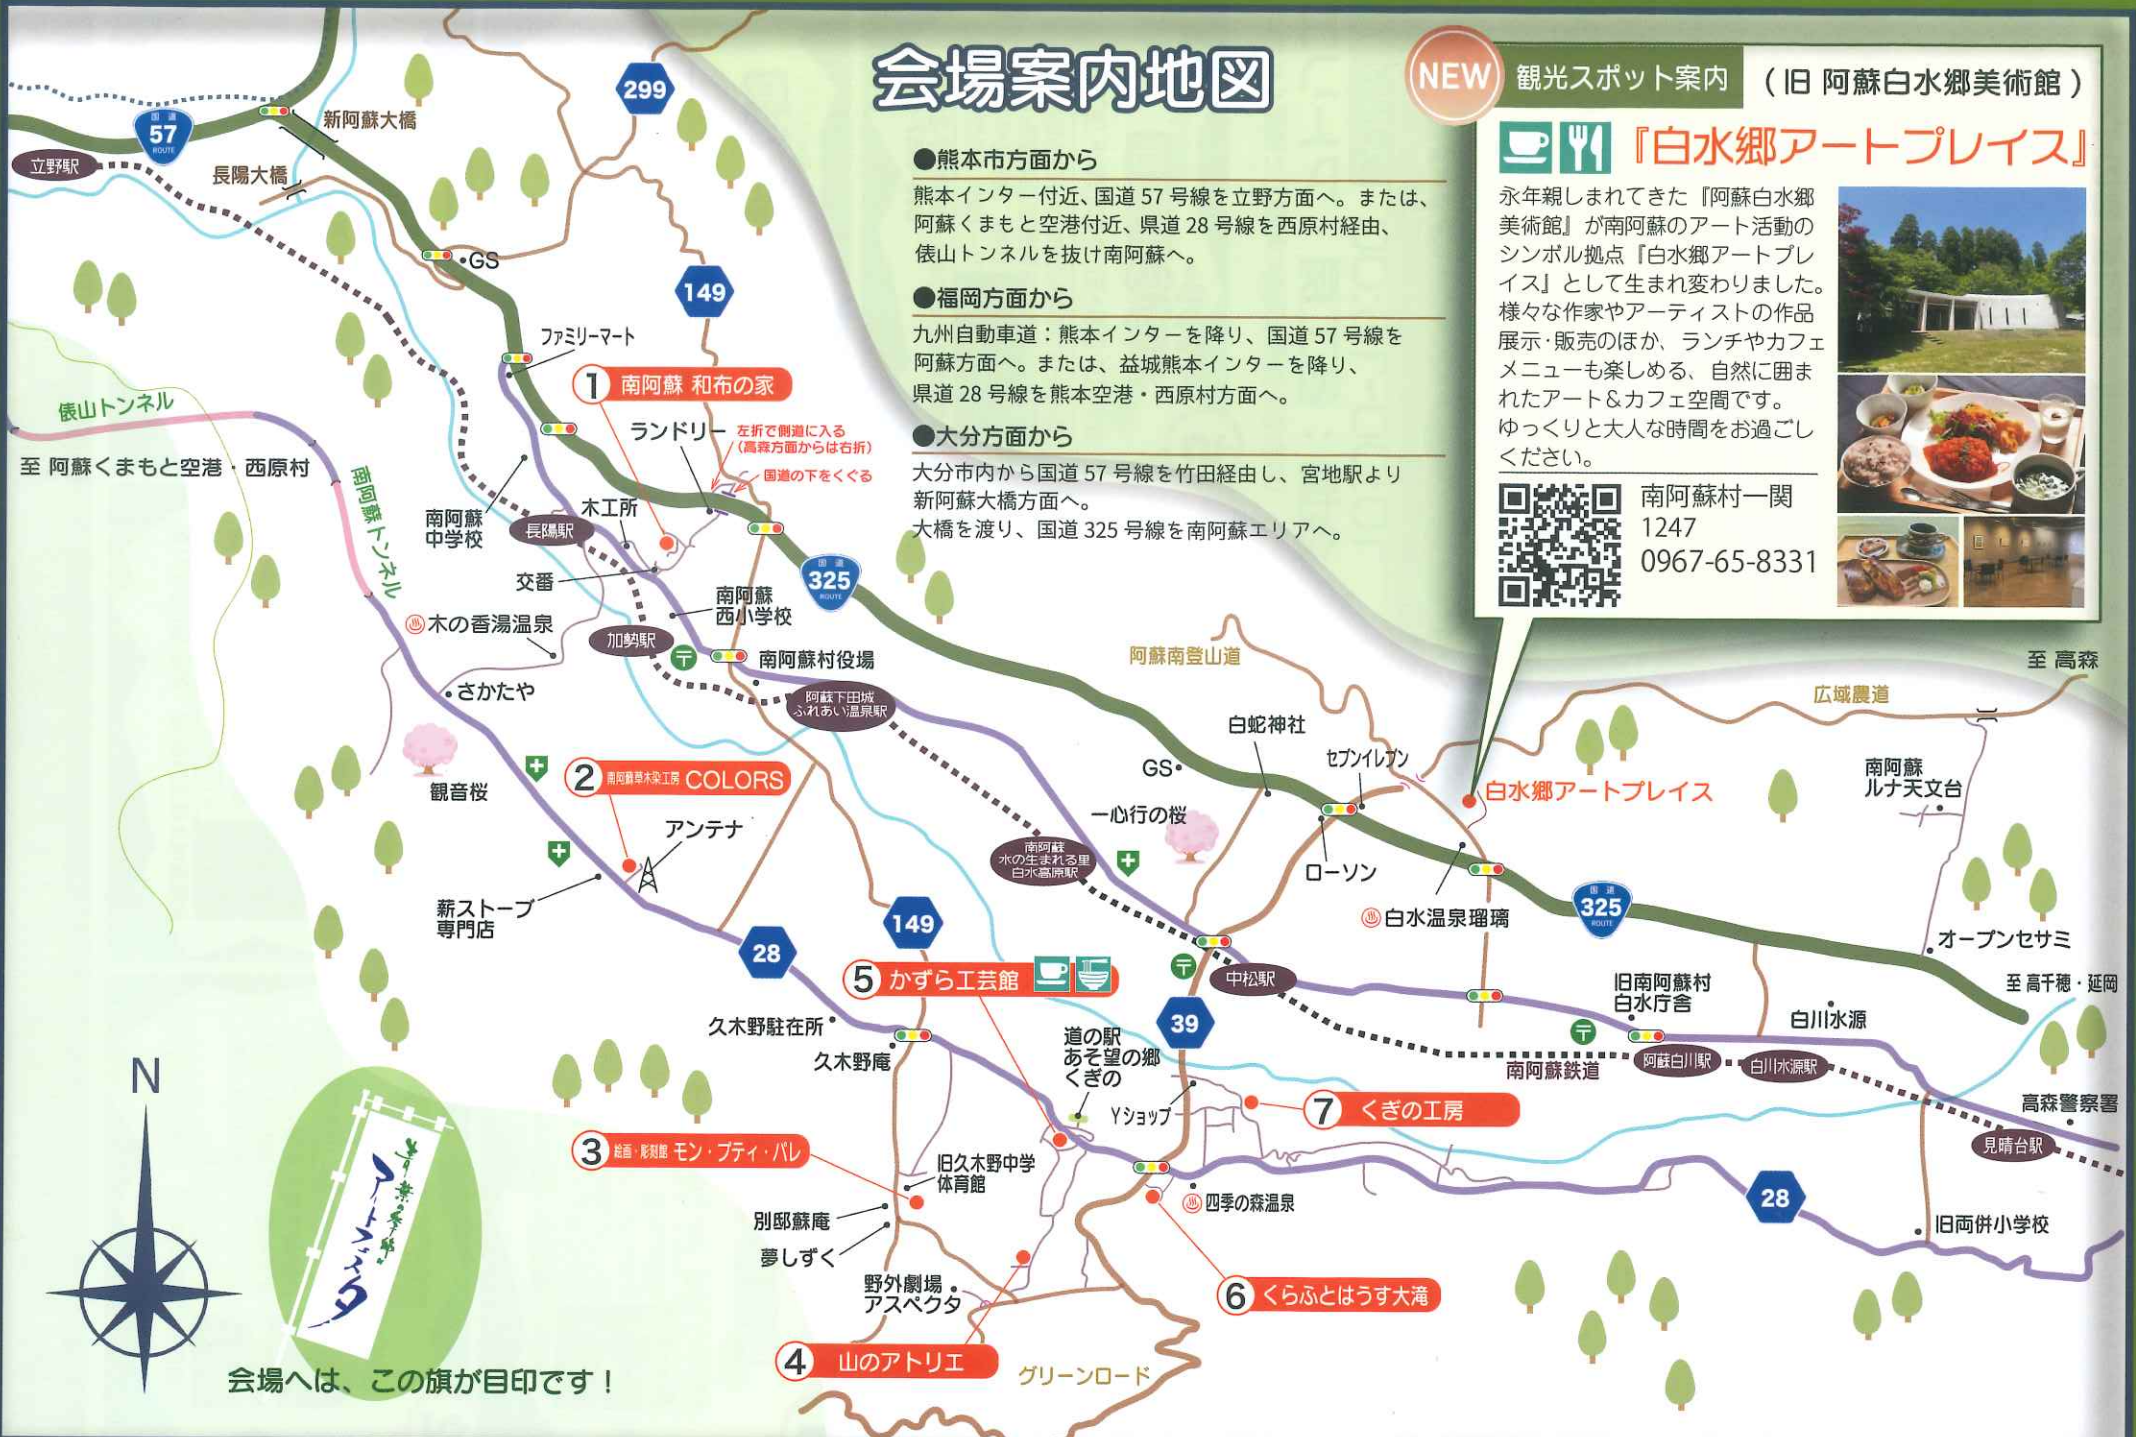 会場案内地図
●熊本市方面から
熊本インター付近、国道57号線を立野方面へ。または、
阿蘇くまもと空港付近、県道28号線を西原村経由、
俵山トンネルを抜け南阿蘇へ。
●福岡方面から
九州自動車道：熊本インターを降り、国道57号線を
阿蘇方面へ。または、益城熊本インターを降り、
県道28号線を熊本空港・西原村方面へ。
●大分方面から
大分市内から国道57号線を竹田経由し、宮地駅より
新阿蘇大橋方面へ。
大橋を渡り、国道325号線を南阿蘇エリアへ。
NEW
観光スポット案内
（旧 阿蘇白水郷美術館）
『白水郷アートプレイス』
永年親しまれてきた『阿蘇白水郷
美術館』が南阿蘇のアート活動の
シンボル拠点『白水郷アートプレ
イス』として生まれ変わりました。
様々な作家やアーティストの作品
展示・販売のほか、ランチやカフェ
メニューも楽しめる、自然に囲ま
れたアート＆カフェ空間です。
ゆっくりと大人な時間をお過ごし
ください。
南阿蘇村一関
1247
0967-65-8331
国道
57
ROUTE
立野駅
新阿蘇大橋
長陽大橋
299
GS
149
ファミリーマート
① 南阿蘇 和布の家
ランドリー
左折で側道に入る
（高森方面からは右折）
国道の下をくぐる
俵山トンネル
至 阿蘇くまもと空港・西原村
南阿蘇トンネル
南阿蘇
中学校
長陽駅
木工所
交番
国道
325
ROUTE
南阿蘇
西小学校
木の香湯温泉
加勢駅
〒
南阿蘇村役場
さかたや
阿蘇下田城
ふれあい温泉駅
観音桜
② 南阿蘇草木染工房 COLORS
アンテナ
薪ストーブ
専門店
28
149
阿蘇南登山道
白蛇神社
GS
セブンイレブン
一心行の桜
南阿蘇
水の生まれる里
白水高原駅
ローソン
白水温泉瑠璃
白水郷アートプレイス
至 高森
広域農道
南阿蘇
ルナ天文台
国道
325
ROUTE
オープンセサミ
至 高千穂・延岡
⑤ かずら工芸館
〒
中松駅
39
久木野駐在所
久木野庵
道の駅
あそ望の郷
くぎの
Yショップ
旧南阿蘇村
白水庁舎
〒
白川水源
南阿蘇鉄道
阿蘇白川駅
白川水源駅
高森警察署
見晴台駅
⑦ くぎの工房
③ 絵画・彫刻館 モン・プティ・パレ
旧久木野中学
体育館
別邸蘇庵
夢しずく
四季の森温泉
28
旧両併小学校
野外劇場
アスペクタ
⑥ くらふとはうす大滝
④ 山のアトリエ
グリーンロード
N
アートフェスタ
会場へは、この旗が目印です！